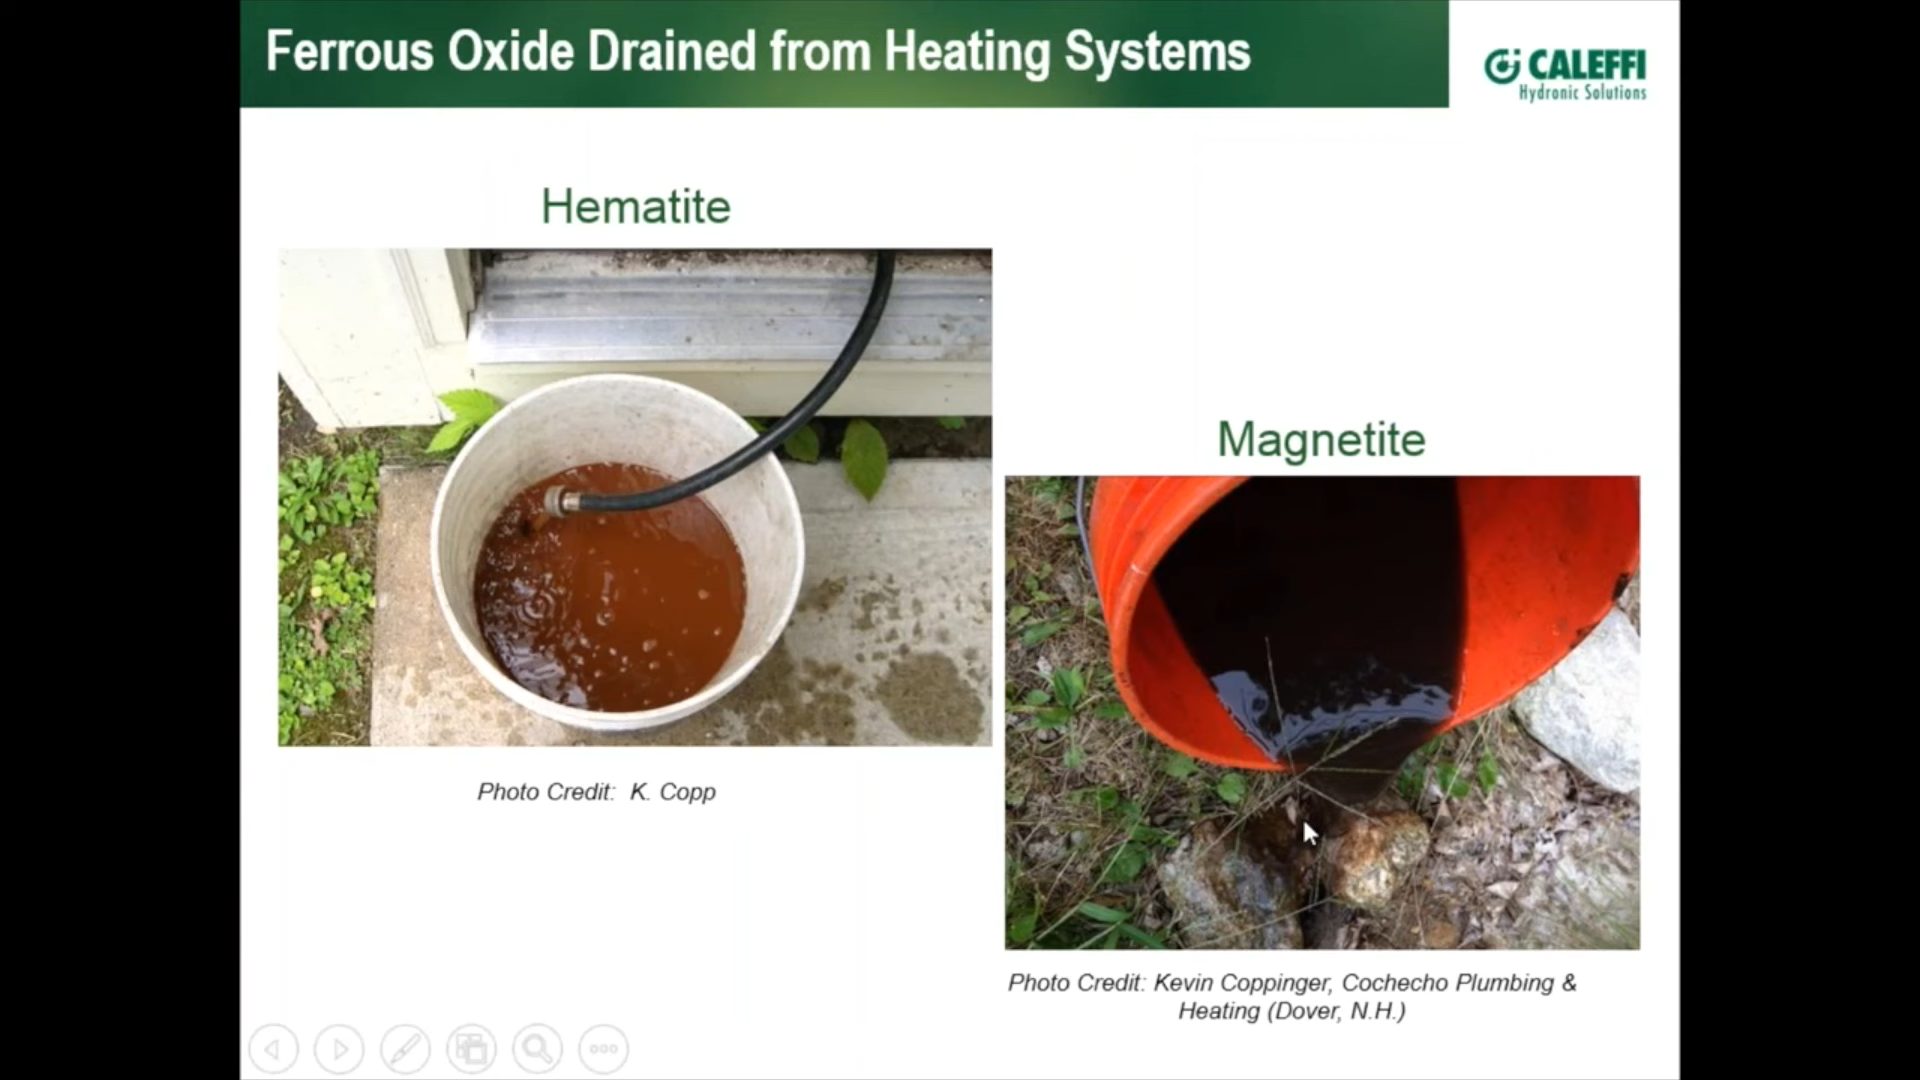 Ferrous Oxide Drained from Heating Systems
CALEFFI
Hydronic Solutions
Hematite
Magnetite
Photo Credit:  K. Copp
Photo Credit: Kevin Coppinger, Cochecho Plumbing &
Heating (Dover, N.H.)